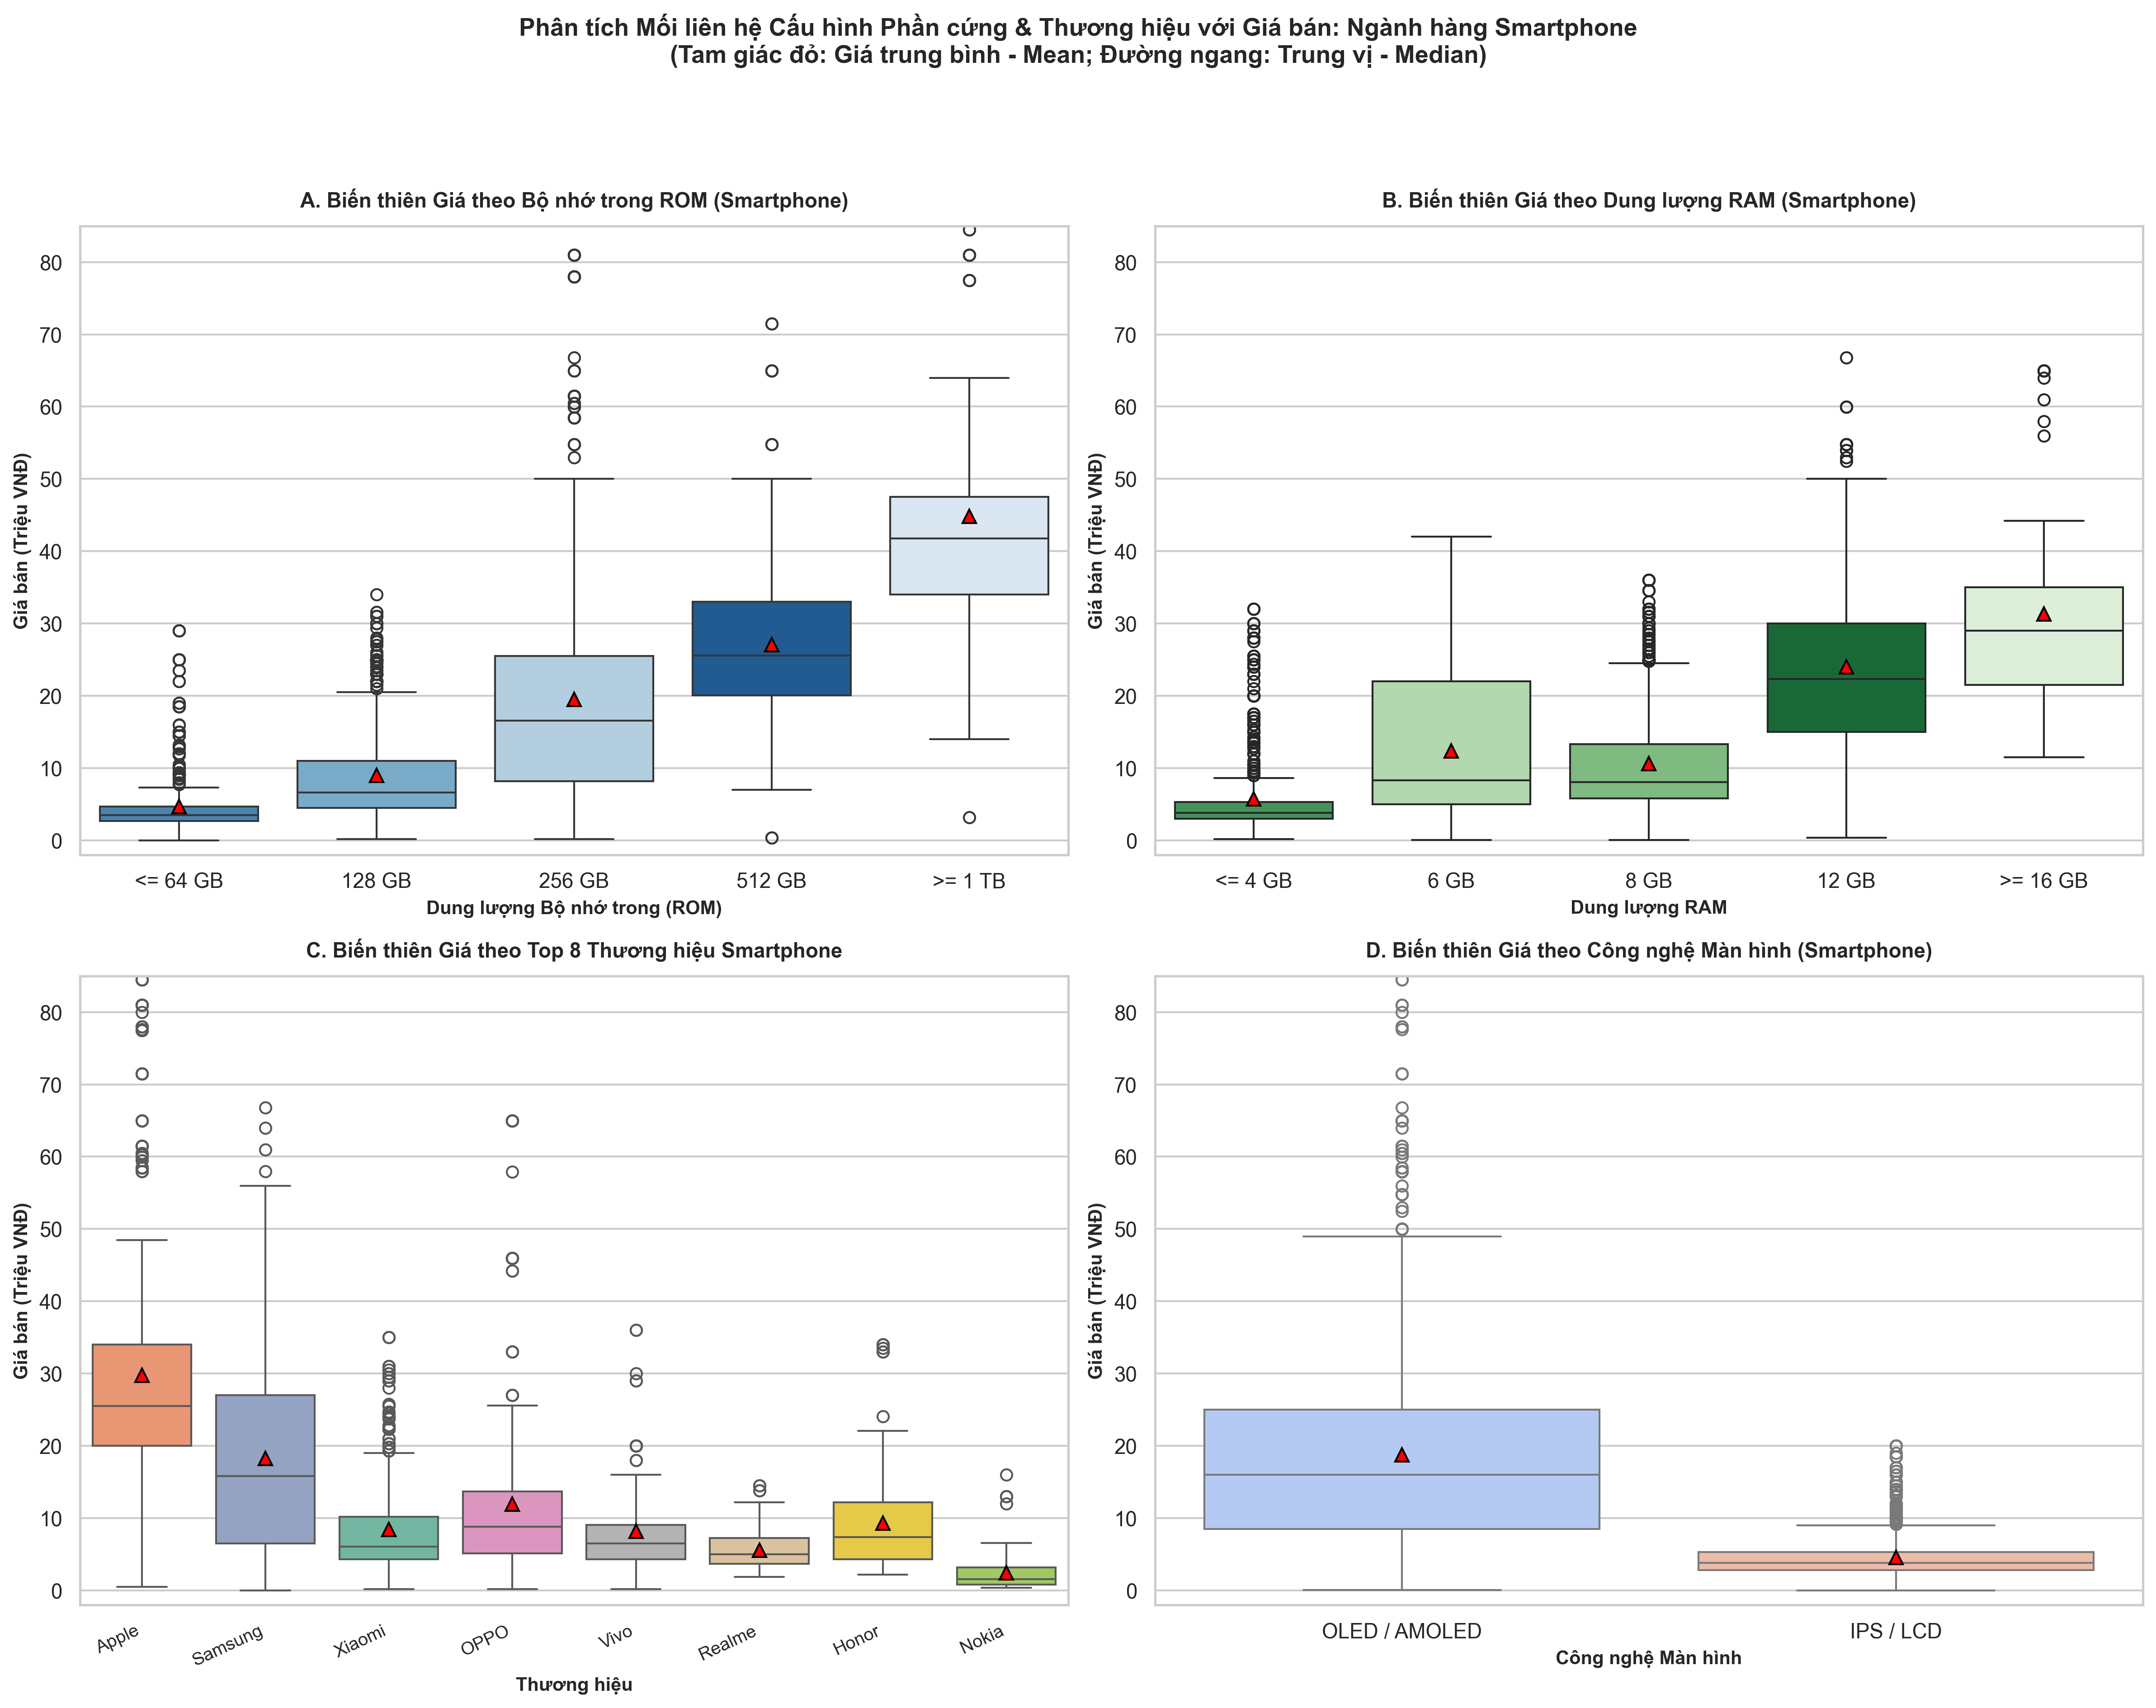 Phân tích Mối liên hệ Cấu hình Phần cứng & Thương hiệu với Giá bán: Ngành hàng Smartphone
(Tam giác đỏ: Giá trung bình - Mean; Đường ngang: Trung vị - Median)
A. Biến thiên Giá theo Bộ nhớ trong ROM (Smartphone)
Giá bán (Triệu VNĐ)
80
70
60
50
40
30
20
10
0
<= 64 GB
128 GB
256 GB
512 GB
>= 1 TB
Dung lượng Bộ nhớ trong (ROM)
B. Biến thiên Giá theo Dung lượng RAM (Smartphone)
Giá bán (Triệu VNĐ)
80
70
60
50
40
30
20
10
0
<= 4 GB
6 GB
8 GB
12 GB
>= 16 GB
Dung lượng RAM
C. Biến thiên Giá theo Top 8 Thương hiệu Smartphone
Giá bán (Triệu VNĐ)
80
70
60
50
40
30
20
10
0
Apple
Samsung
Xiaomi
OPPO
Vivo
Realme
Honor
Nokia
Thương hiệu
D. Biến thiên Giá theo Công nghệ Màn hình (Smartphone)
Giá bán (Triệu VNĐ)
80
70
60
50
40
30
20
10
0
OLED / AMOLED
IPS / LCD
Công nghệ Màn hình